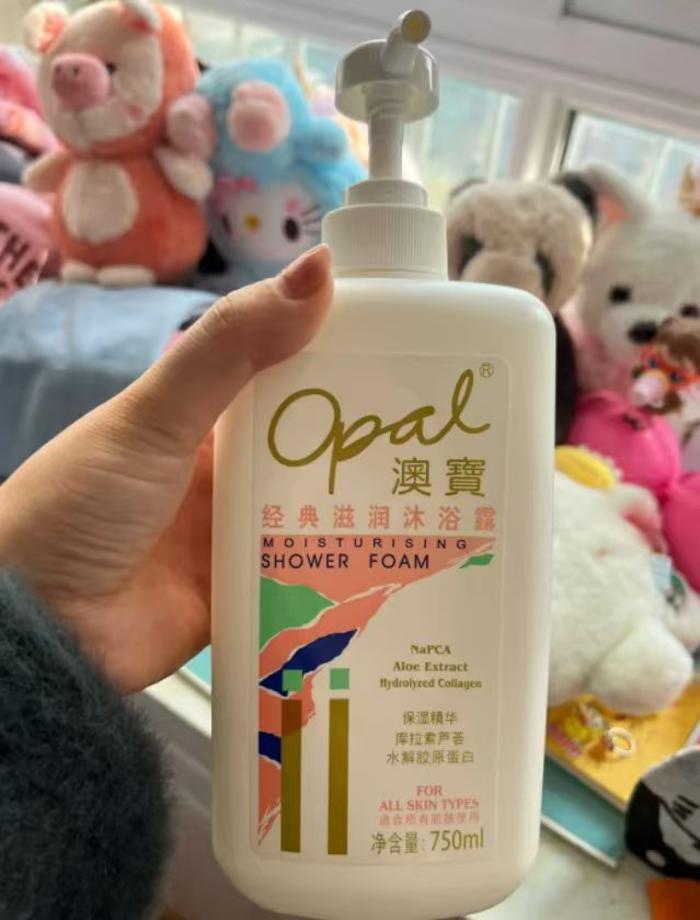 Opal®
澳寶
经典滋润沐浴露
MOISTURISING
SHOWER FOAM
NaPCA
Aloe Extract
Hydrolyzed Collagen
保湿精华
库拉索芦荟
水解胶原蛋白
FOR
ALL SKIN TYPES
适合所有肌肤使用
净含量: 750ml